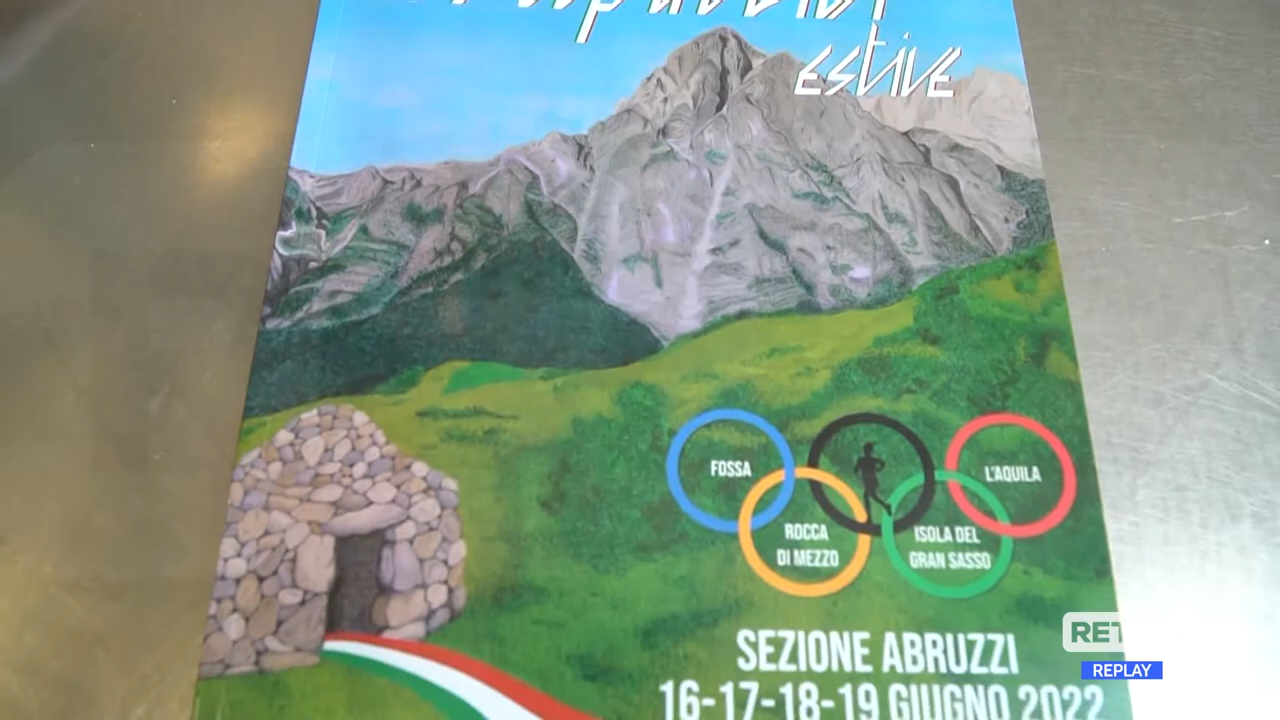 estive
FOSSA
L'AQUILA
ROCCA
DI MEZZO
ISOLA DEL
GRAN SASSO
SEZIONE ABRUZZI
16-17-18-19 GIUGNO 2022
REPLAY